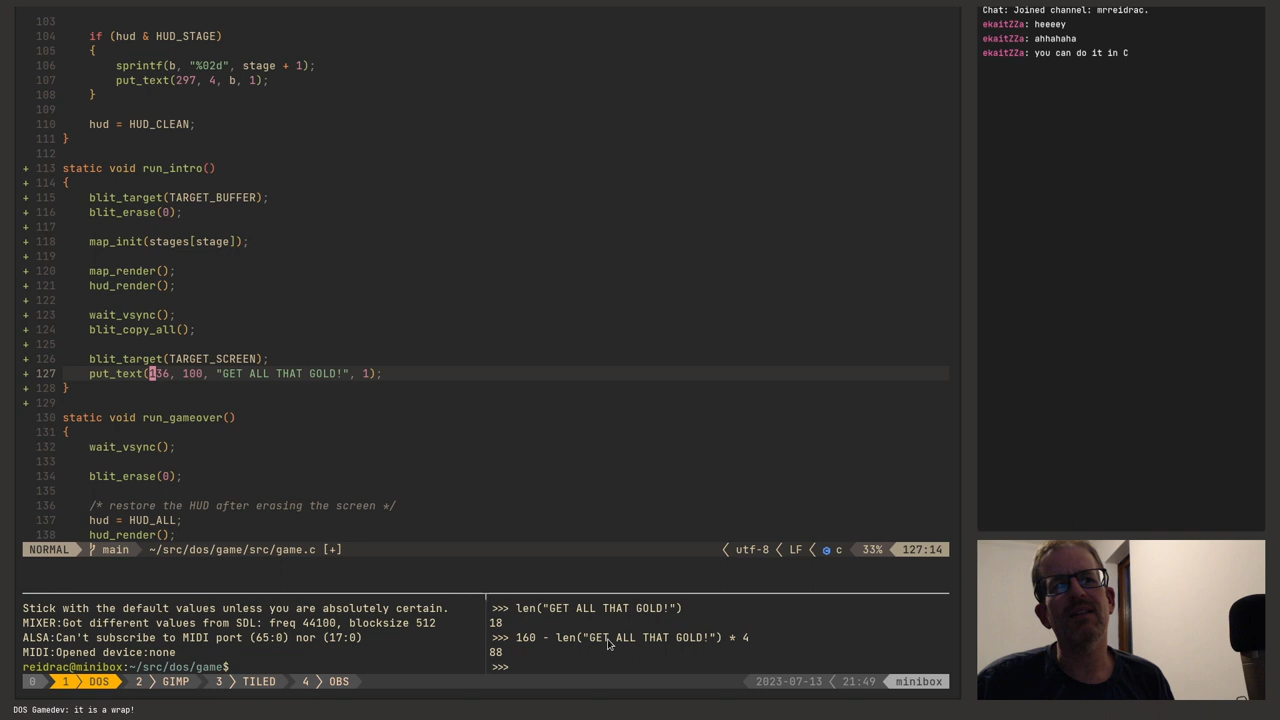 103
104 if (hud & HUD_STAGE)
105 {
106 sprintf(b, "%02d", stage + 1);
107 put_text(297, 4, b, 1);
108 }
109
110 hud = HUD_CLEAN;
111 }
112
+ 113 static void run_intro()
+ 114 {
+ 115 blit_target(TARGET_BUFFER);
+ 116 blit_erase(0);
+ 117
+ 118 map_init(stages[stage]);
+ 119
+ 120 map_render();
+ 121 hud_render();
+ 122
+ 123 wait_vsync();
+ 124 blit_copy_all();
+ 125
+ 126 blit_target(TARGET_SCREEN);
+ 127 put_text(136, 100, "GET ALL THAT GOLD!", 1);
+ 128 }
+ 129
130 static void run_gameover()
131 {
132 wait_vsync();
133
134 blit_erase(0);
135
136 /* restore the HUD after erasing the screen */
137 hud = HUD_ALL;
138 hud_render();
NORMAL main ~/src/dos/game/src/game.c [+] utf-8 LF c 33% 127:14
Stick with the default values unless you are absolutely certain.
MIXER:Got different values from SDL: freq 44100, blocksize 512
ALSA:Can't subscribe to MIDI port (65:0) nor (17:0)
MIDI:Opened device:none
reidrac@minibox:~/src/dos/game$
>>> len("GET ALL THAT GOLD!")
18
>>> 160 - len("GET ALL THAT GOLD!") * 4
88
>>>
0 1 DOS 2 GIMP 3 TILED 4 OBS 2023-07-13 21:49 minibox
DOS Gamedev: it is a wrap!
Chat: Joined channel: mrreidrac.
ekaitZZa: heeeey
ekaitZZa: ahhahaha
ekaitZZa: you can do it in C